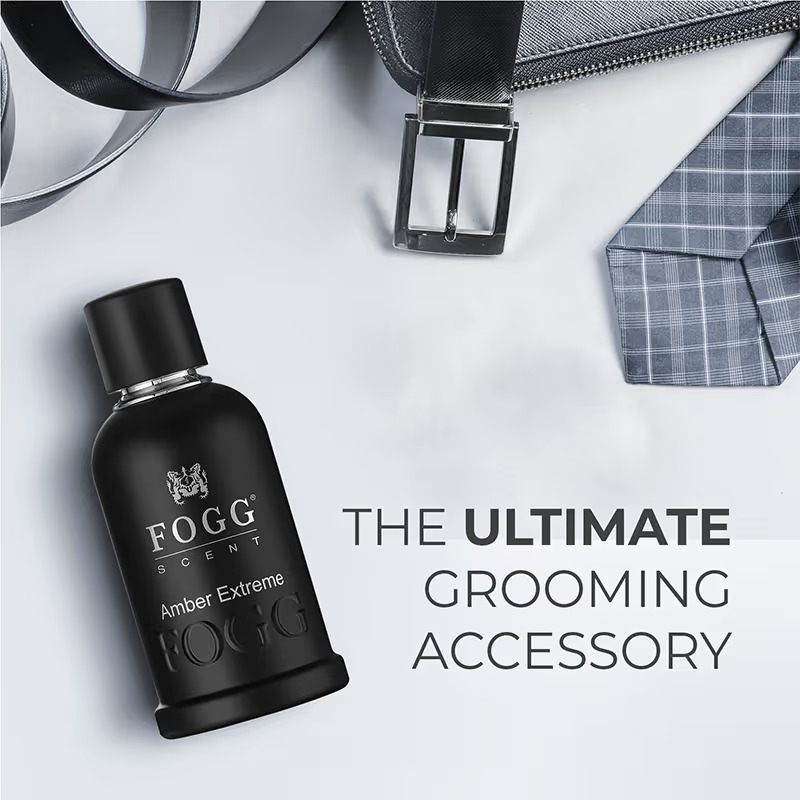 FOGG®
SCENT
Amber Extreme
FOGG
THE ULTIMATE
GROOMING
ACCESSORY